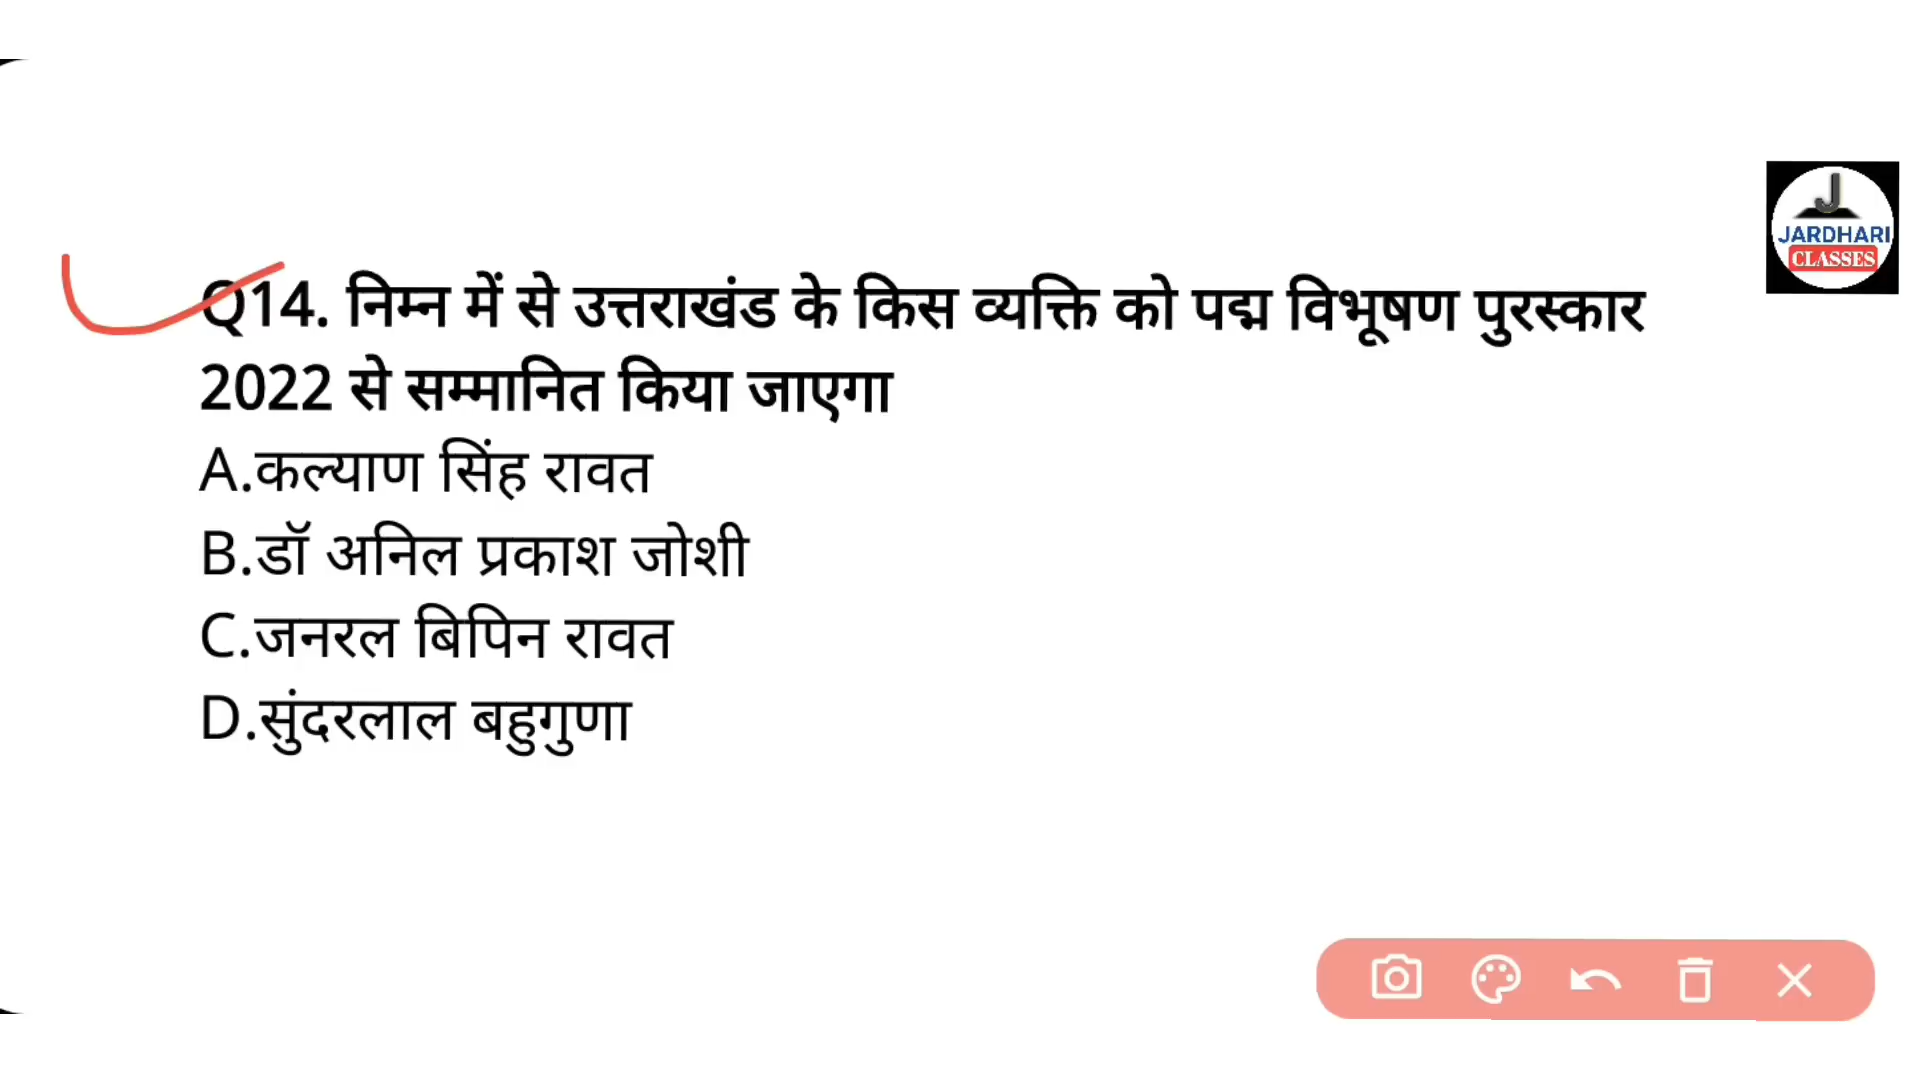 J
JARDHARI
CLASSES
Q14. निम्न में से उत्तराखंड के किस व्यक्ति को पद्म विभूषण पुरस्कार
2022 से सम्मानित किया जाएगा
A.कल्याण सिंह रावत
B.डॉ अनिल प्रकाश जोशी
C.जनरल बिपिन रावत
D.सुंदरलाल बहुगुणा